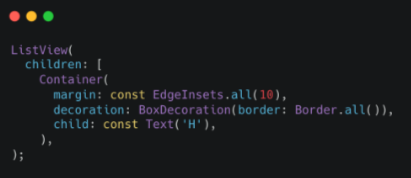 ListView(
  children: [
    Container(
      margin: const EdgeInsets.all(10),
      decoration: BoxDecoration(border: Border.all()),
      child: const Text('H'),
    ),
  ],
);